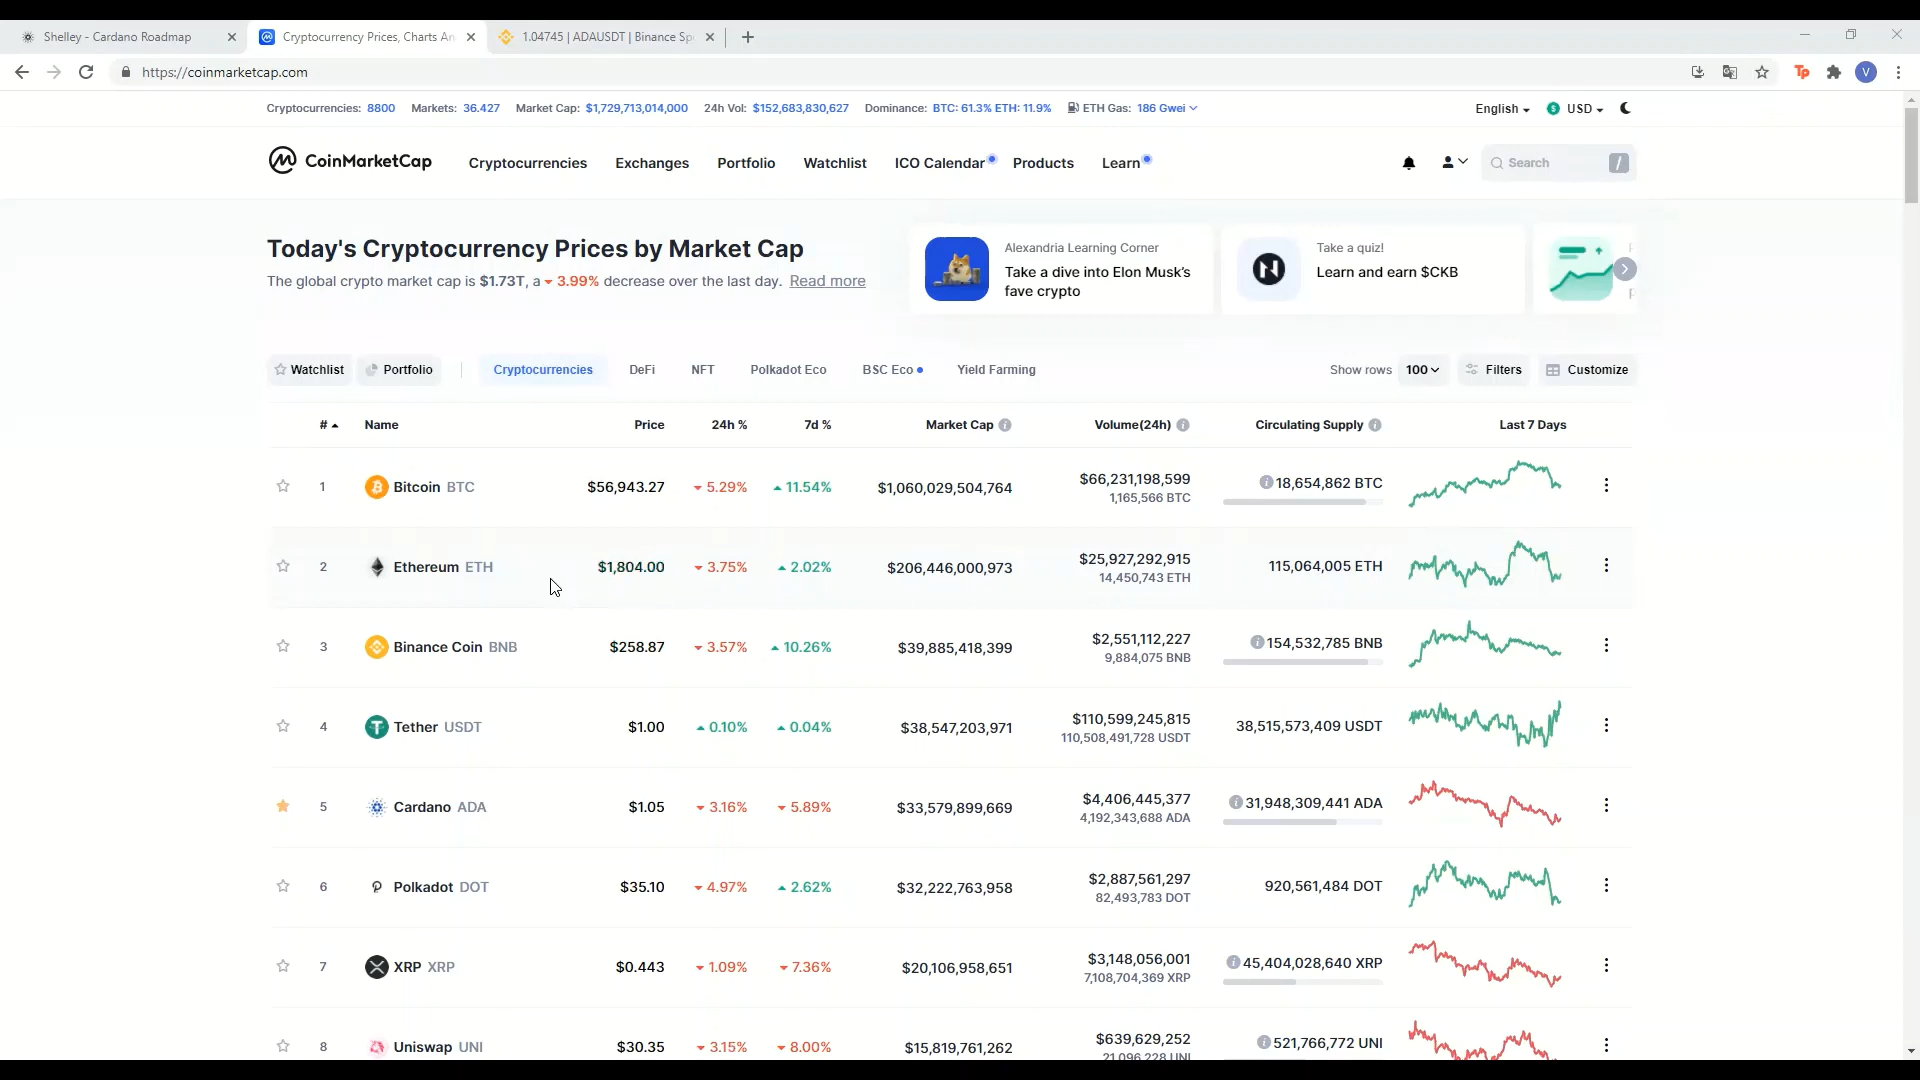 Shelley - Cardano Roadmap
Cryptocurrency Prices, Charts An
1.04745 | ADAUSDT | Binance Sp
https://coinmarketcap.com
Tp
V
Cryptocurrencies: 8800 Markets: 36.427 Market Cap: $1,729,713,014,000 24h Vol: $152,683,830,627 Dominance: BTC: 61.3% ETH: 11.9% ETH Gas: 186 Gwei
English
USD
CoinMarketCap
Cryptocurrencies Exchanges Portfolio Watchlist ICO Calendar Products Learn
Search /
Today's Cryptocurrency Prices by Market Cap
The global crypto market cap is $1.73T, a 3.99% decrease over the last day. Read more
Alexandria Learning Corner
Take a dive into Elon Musk's
fave crypto
Take a quiz!
Learn and earn $CKB
Watchlist Portfolio Cryptocurrencies DeFi NFT Polkadot Eco BSC Eco Yield Farming
Show rows 100 Filters Customize
# Name Price 24h % 7d % Market Cap Volume(24h) Circulating Supply Last 7 Days
1 Bitcoin BTC $56,943.27 5.29% 11.54% $1,060,029,504,764 $66,231,198,599 18,654,862 BTC
1,165,566 BTC
2 Ethereum ETH $1,804.00 3.75% 2.02% $206,446,000,973 $25,927,292,915 115,064,005 ETH
14,450,743 ETH
3 Binance Coin BNB $258.87 3.57% 10.26% $39,885,418,399 $2,551,112,227 154,532,785 BNB
9,884,075 BNB
4 Tether USDT $1.00 0.10% 0.04% $38,547,203,971 $110,599,245,815 38,515,573,409 USDT
110,508,491,728 USDT
5 Cardano ADA $1.05 3.16% 5.89% $33,579,899,669 $4,406,445,377 31,948,309,441 ADA
4,192,343,688 ADA
6 Polkadot DOT $35.10 4.97% 2.62% $32,222,763,958 $2,887,561,297 920,561,484 DOT
82,493,783 DOT
7 XRP XRP $0.443 1.09% 7.36% $20,106,958,651 $3,148,056,001 45,404,028,640 XRP
7,108,704,369 XRP
8 Uniswap UNI $30.35 3.15% 8.00% $15,819,761,262 $639,629,252 521,766,772 UNI
21,096,228 UNI